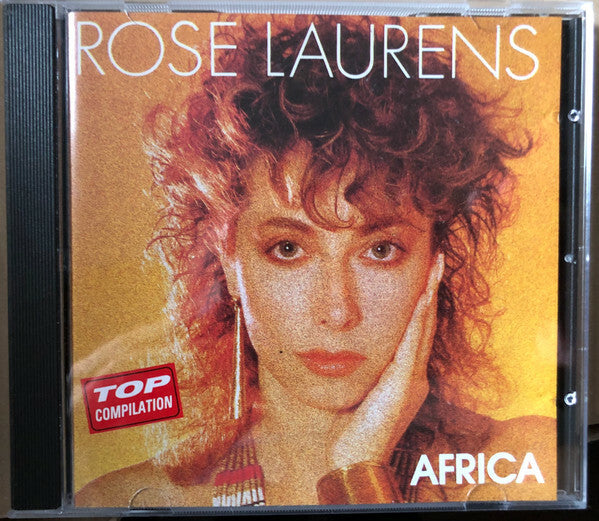 ROSE LAURENS
TOP
COMPILATION
AFRICA